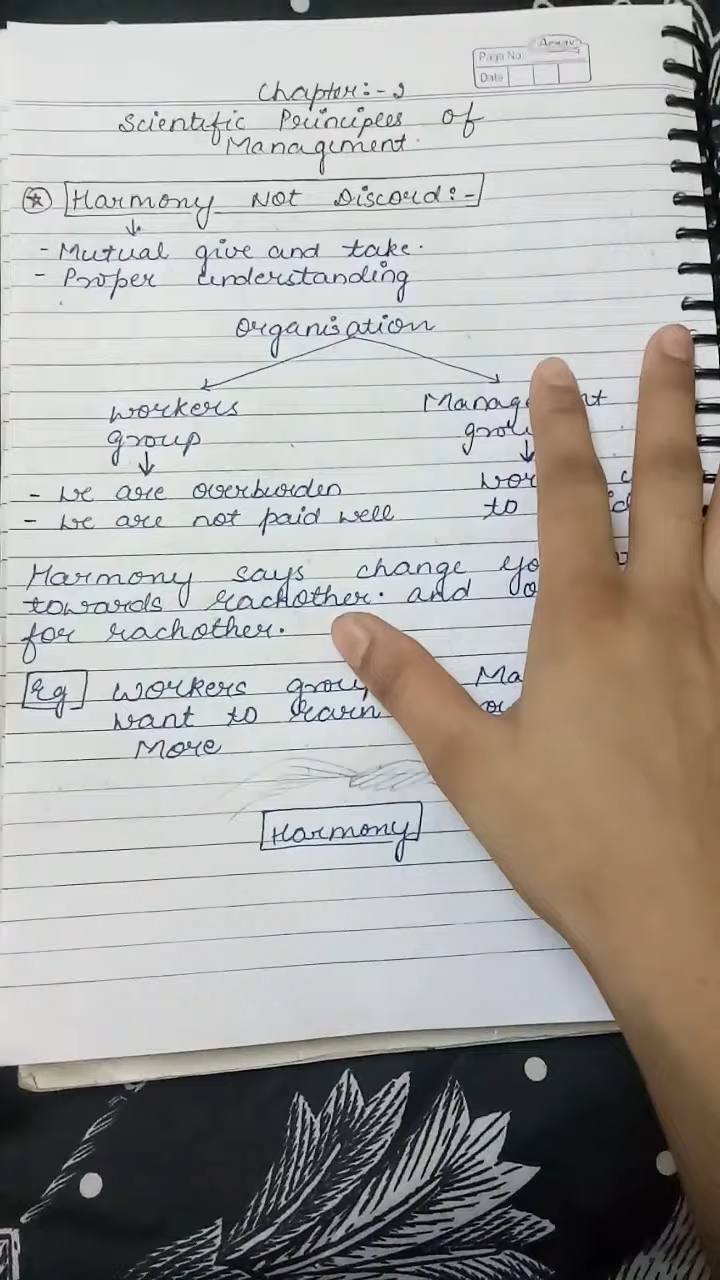 Page No.
Date
Chapter:- 2
Scientific Principles of
Management.
Harmony Not Discord:-
- Mutual give and take.
- Proper understanding
Organisation
workers
group
- we are overburden
- we are not paid well
Harmony says change
towards eachother. and
for eachother.
Eg workers
want to earn
More
to
Harmony